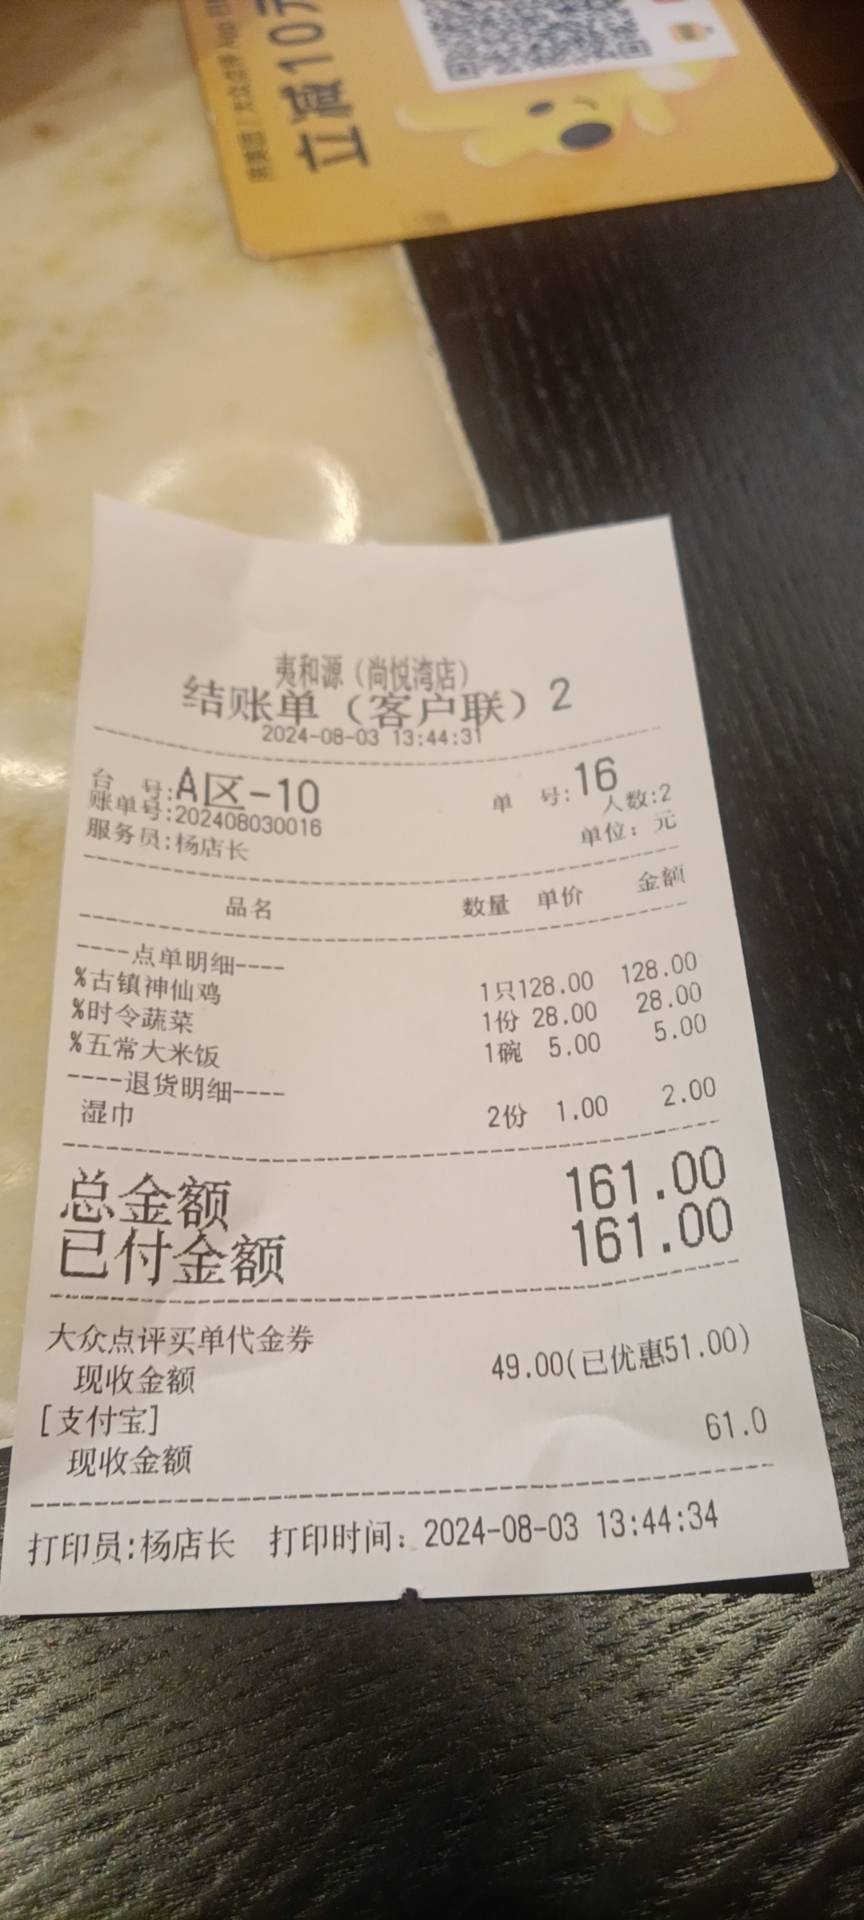 立减10元
夷和源（尚悦湾店）
结账单（客户联）2
2024-08-03 13:44:31
台 号:A区-10 单 号:16
账单号:202408030016 人数:2
服务员:杨店长 单位：元
品名 数量 单价 金额
----点单明细----
%古镇神仙鸡 1只128.00 128.00
%时令蔬菜 1份 28.00 28.00
%五常大米饭 1碗 5.00 5.00
----退货明细----
湿巾 2份 1.00 2.00
总金额 161.00
已付金额 161.00
大众点评买单代金券
现收金额 49.00(已优惠51.00)
[支付宝]
现收金额 61.0
打印员:杨店长 打印时间：2024-08-03 13:44:34